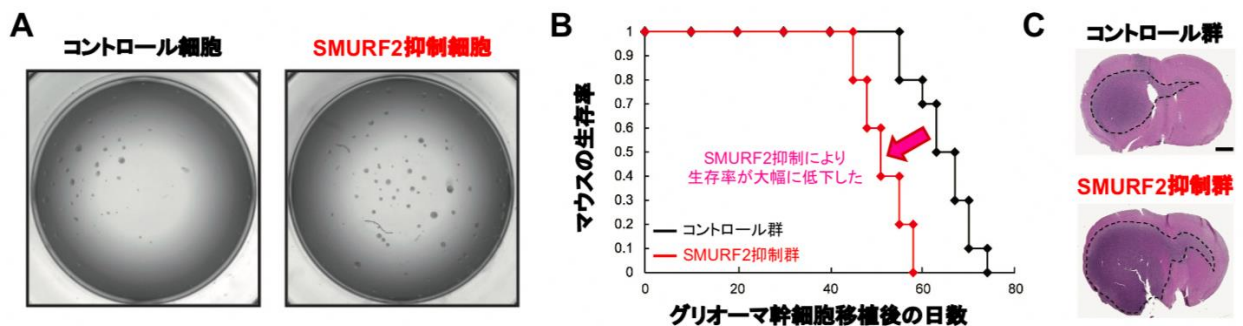 A
コントロール細胞
SMURF2抑制細胞
B
マウスの生存率
1
0.9
0.8
0.7
0.6
0.5
0.4
0.3
0.2
0.1
0
SMURF2抑制により
生存率が大幅に低下した
コントロール群
SMURF2抑制群
0
20
40
60
80
グリオーマ幹細胞移植後の日数
C
コントロール群
SMURF2抑制群